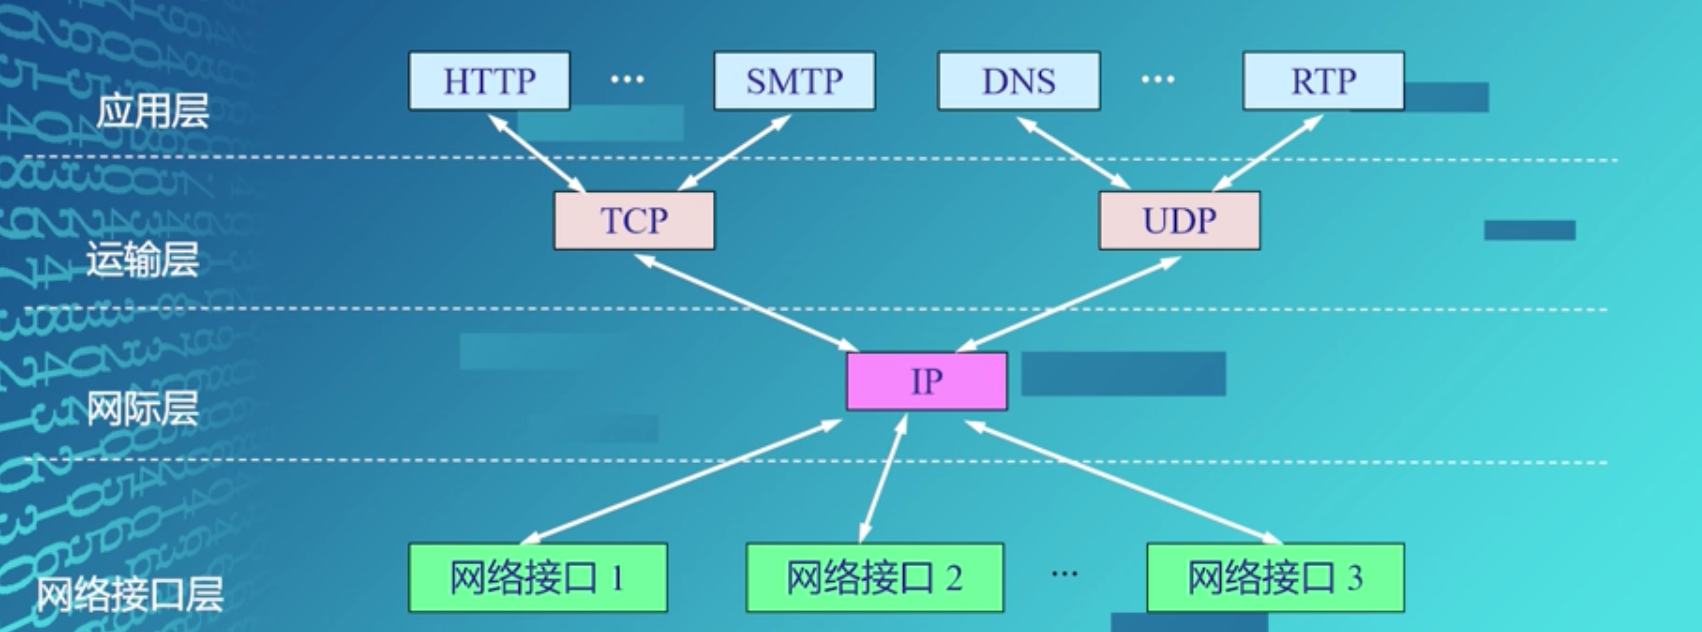 应用层
HTTP … SMTP DNS … RTP
运输层
TCP UDP
网际层
IP
网络接口层
网络接口 1 网络接口 2 … 网络接口 3